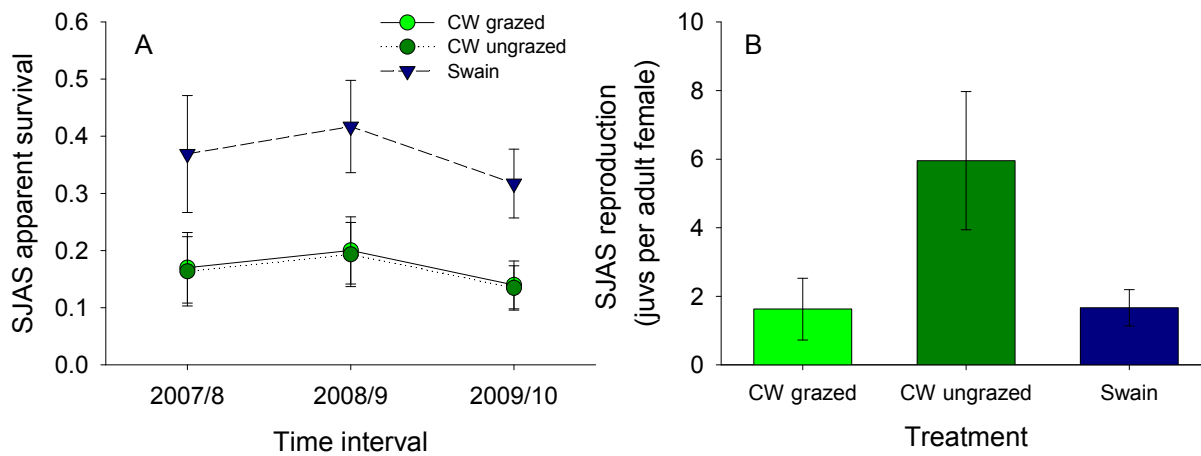 A
CW grazed
CW ungrazed
Swain
SJAS apparent survival
0.6
0.5
0.4
0.3
0.2
0.1
0.0
2007/8 2008/9 2009/10
Time interval
B
SJAS reproduction
(juvs per adult female)
10
8
6
4
2
0
CW grazed CW ungrazed Swain
Treatment